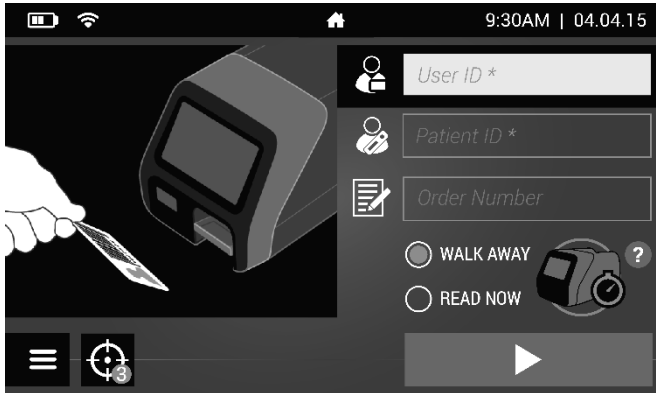 9:30AM | 04.04.15
User ID *
Patient ID *
Order Number
WALK AWAY
?
READ NOW
3